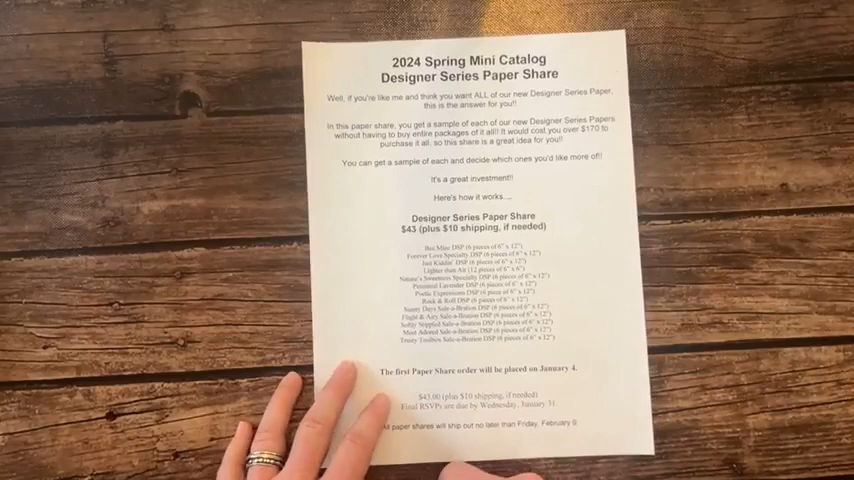 2024 Spring Mini Catalog
Designer Series Paper Share
Well, if you're like me and think you want ALL of our new Designer Series Paper,
this is the answer for you!!
In this paper share, you get a sample of each of our new Designer Series Papers
without having to buy entire packages of it all!! It would cost you over $170 to
purchase it all, so this share is a great idea for you!!
You can get a sample of each and decide which ones you'd like more of!!
It's a great investment!!
Here's how it works....
Designer Series Paper Share
$43 (plus $10 shipping, if needed)
Bee Mine DSP (6 pieces of 6" x 12")
Forever Love Specialty DSP (6 pieces of 6" x 12")
Just Kiddin' DSP (6 pieces of 6" x 12")
Lighter than Air (12 pieces of 6" x 6")
Nature's Sweetness Specialty DSP (6 pieces of 6" x 12")
Perennial Lavender DSP (6 pieces of 6" x 12")
Poetic Expressions DSP (6 piece of 6" x 12")
Rock & Roll DSP (6 pieces of 6" x 12")
Sunny Days Sale-a-Bration DSP (6 pieces of 6" x 12")
Flight & Airy Sale-a-Bration DSP (6 pieces of 6" x 12")
Softly Stippled Sale-a-Bration DSP (6 pieces of 6" x 12")
Most Adored Sale-a-Bration DSP (6 pieces of 6" x 12")
Trusty Toolbox Sale-a-Bration DSP (6 pieces of 6" x 12")
The first Paper Share order will be placed on January 4.
$43.00 (plus $10 shipping, if needed)
Final RSVPs are due by Wednesday, January 31.
All paper shares will ship out no later than Friday, February 9.